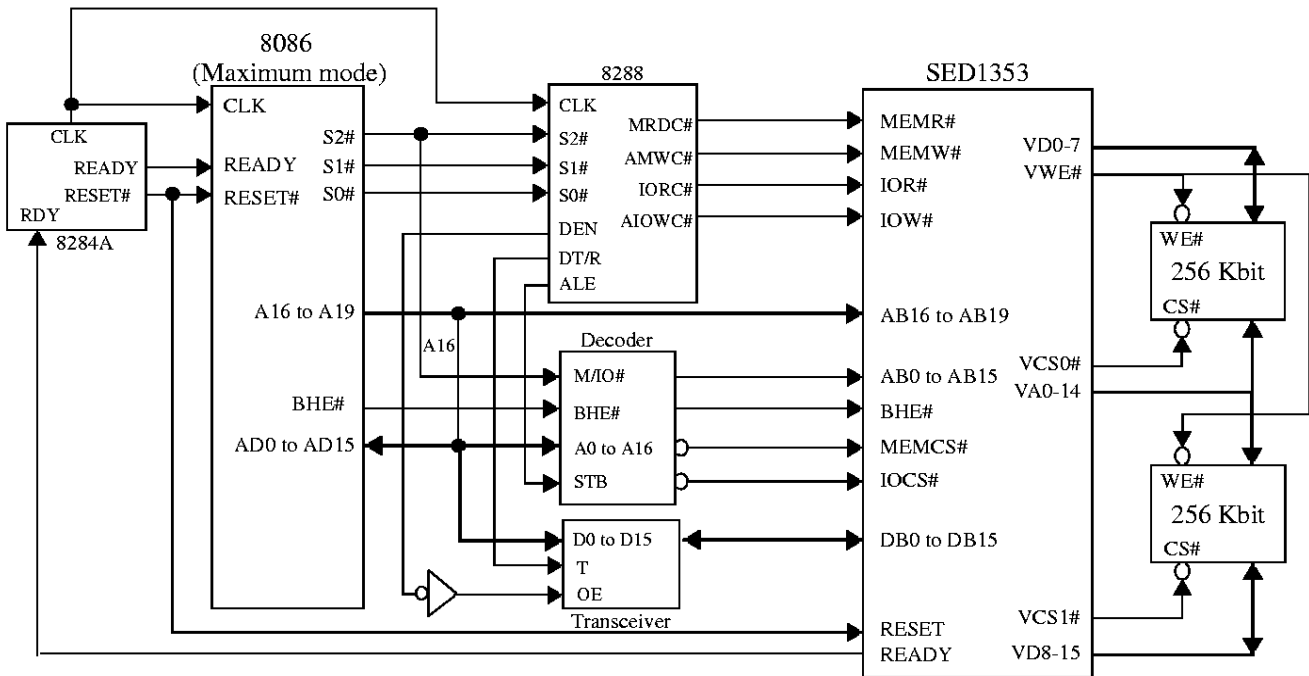 8086
(Maximum mode)
8288
SED1353
CLK
READY
RESET#
RDY
8284A
CLK
READY
RESET#
S2#
S1#
S0#
A16 to A19
A16
BHE#
AD0 to AD15
CLK
S2#
S1#
S0#
DEN
DT/R
ALE
MRDC#
AMWC#
IORC#
AIOWC#
Decoder
M/IO#
BHE#
A0 to A16
STB
D0 to D15
T
OE
Transceiver
MEMR#
MEMW#
IOR#
IOW#
AB16 to AB19
AB0 to AB15
BHE#
MEMCS#
IOCS#
DB0 to DB15
RESET
READY
VD0-7
VWE#
VCS0#
VA0-14
VCS1#
VD8-15
WE#
256 Kbit
CS#
WE#
256 Kbit
CS#